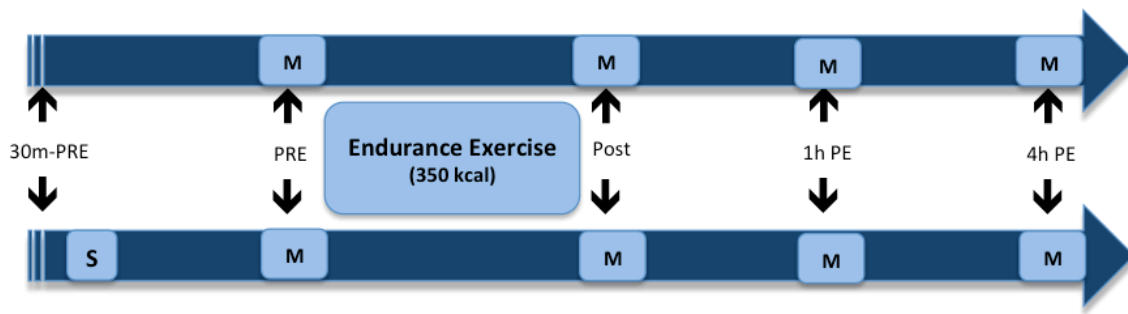 M M M M
30m-PRE PRE Endurance Exercise Post 1h PE 4h PE
(350 kcal)
S M M M M